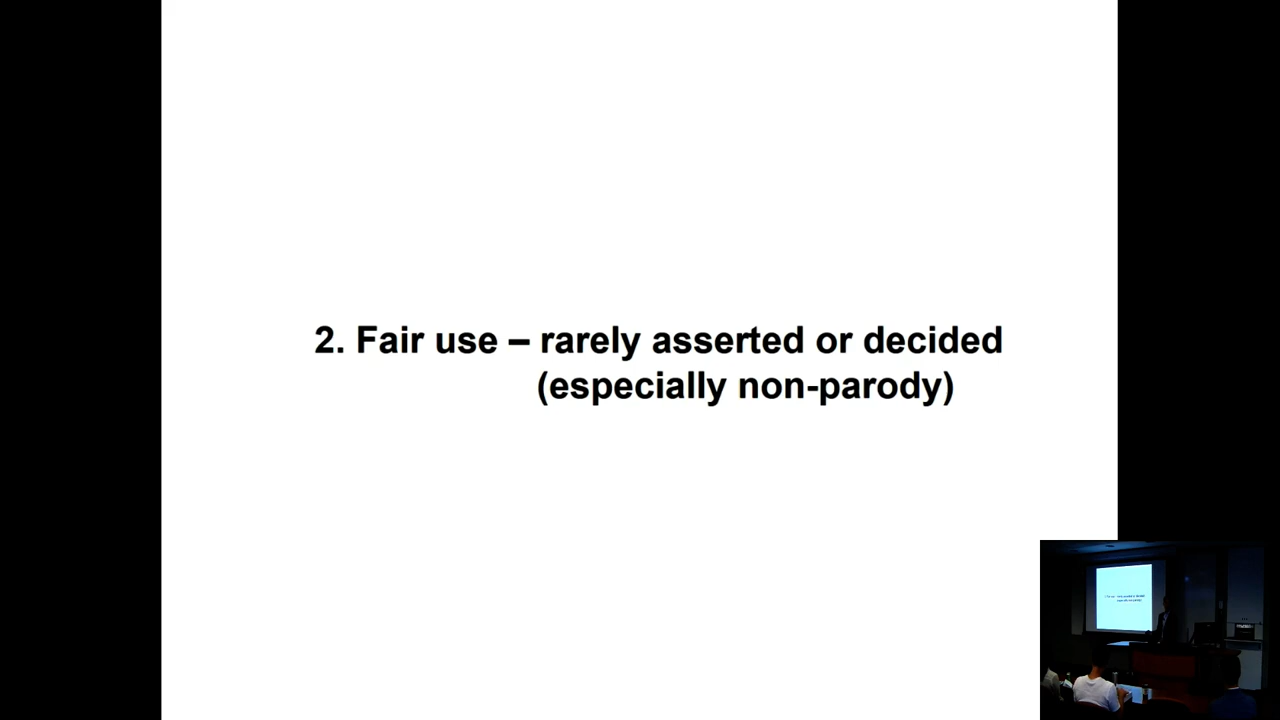 2. Fair use – rarely asserted or decided
(especially non-parody)